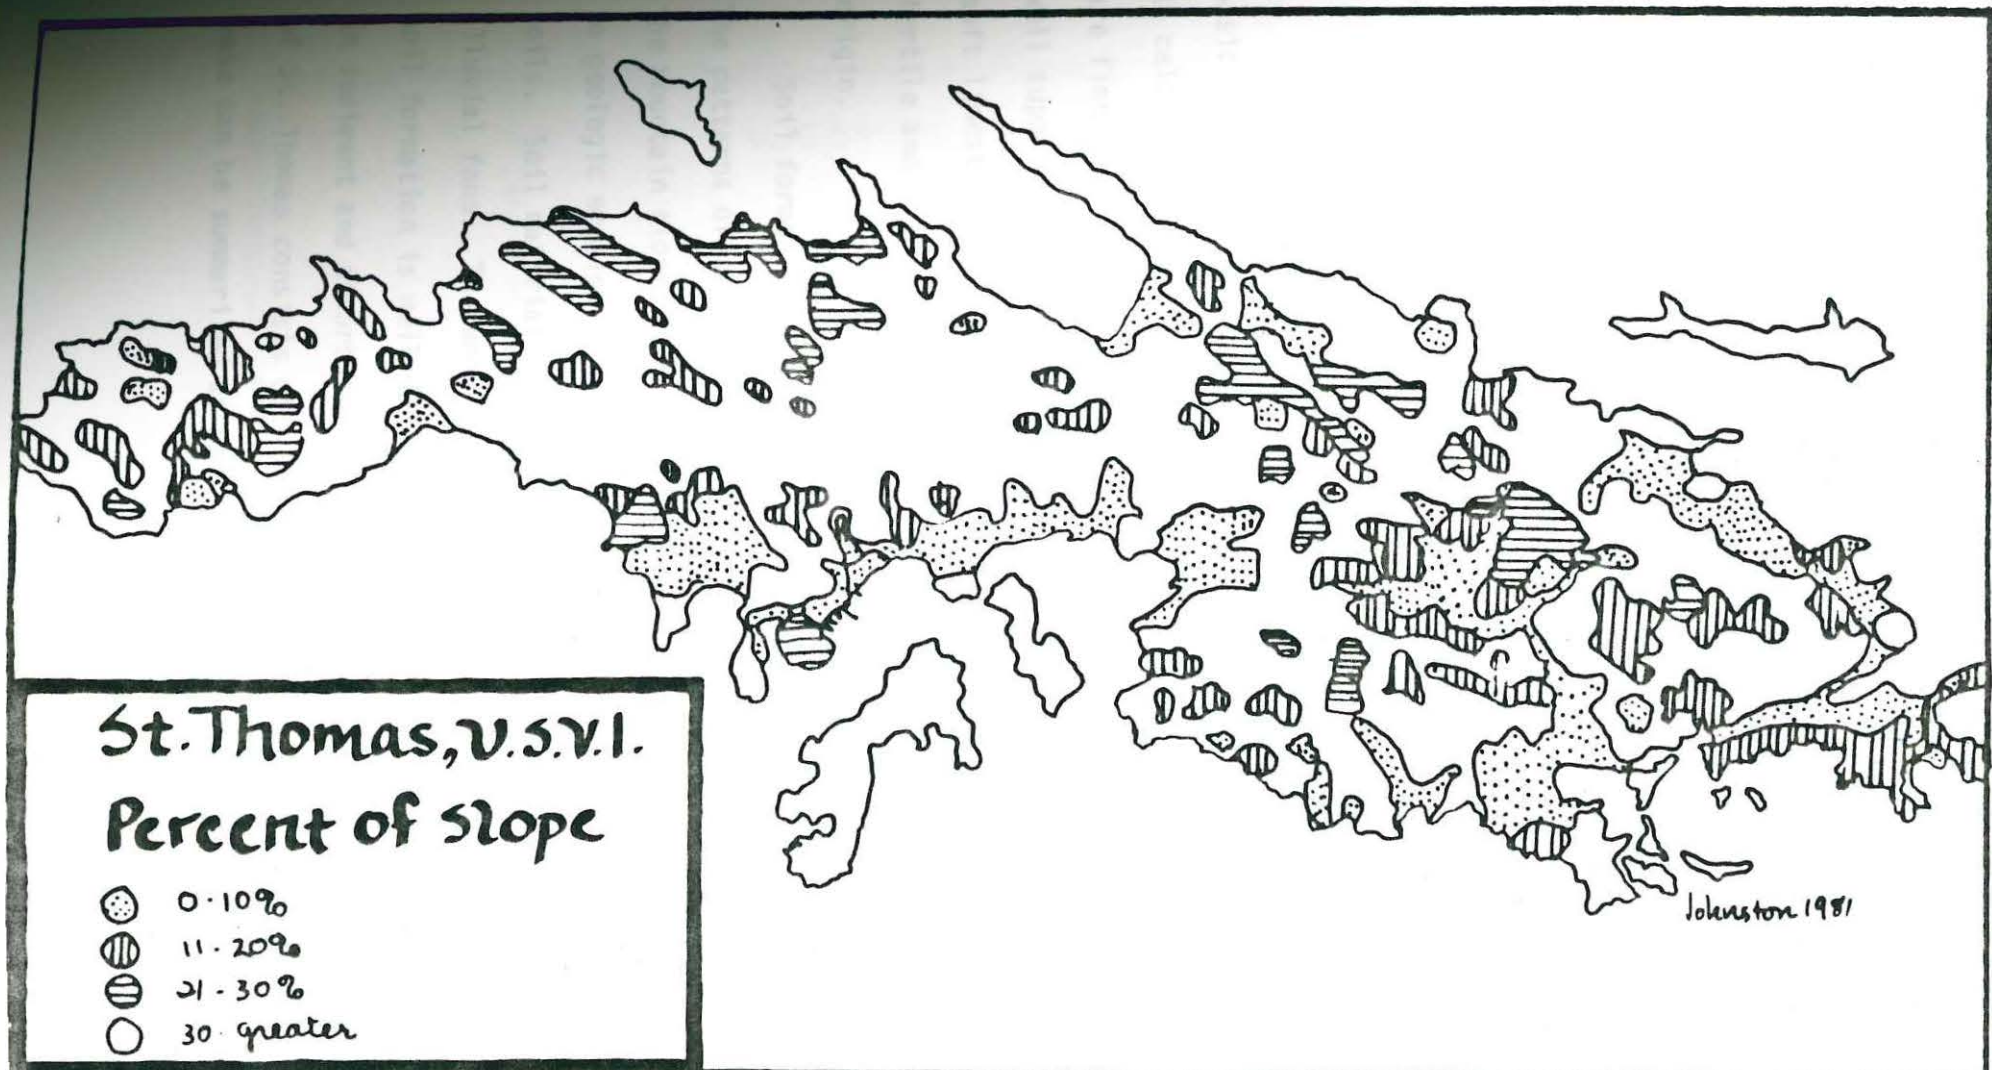 St. Thomas, U.S.V.I.
Percent of slope
0-10%
11-20%
21-30%
30 greater
Johnston 1981